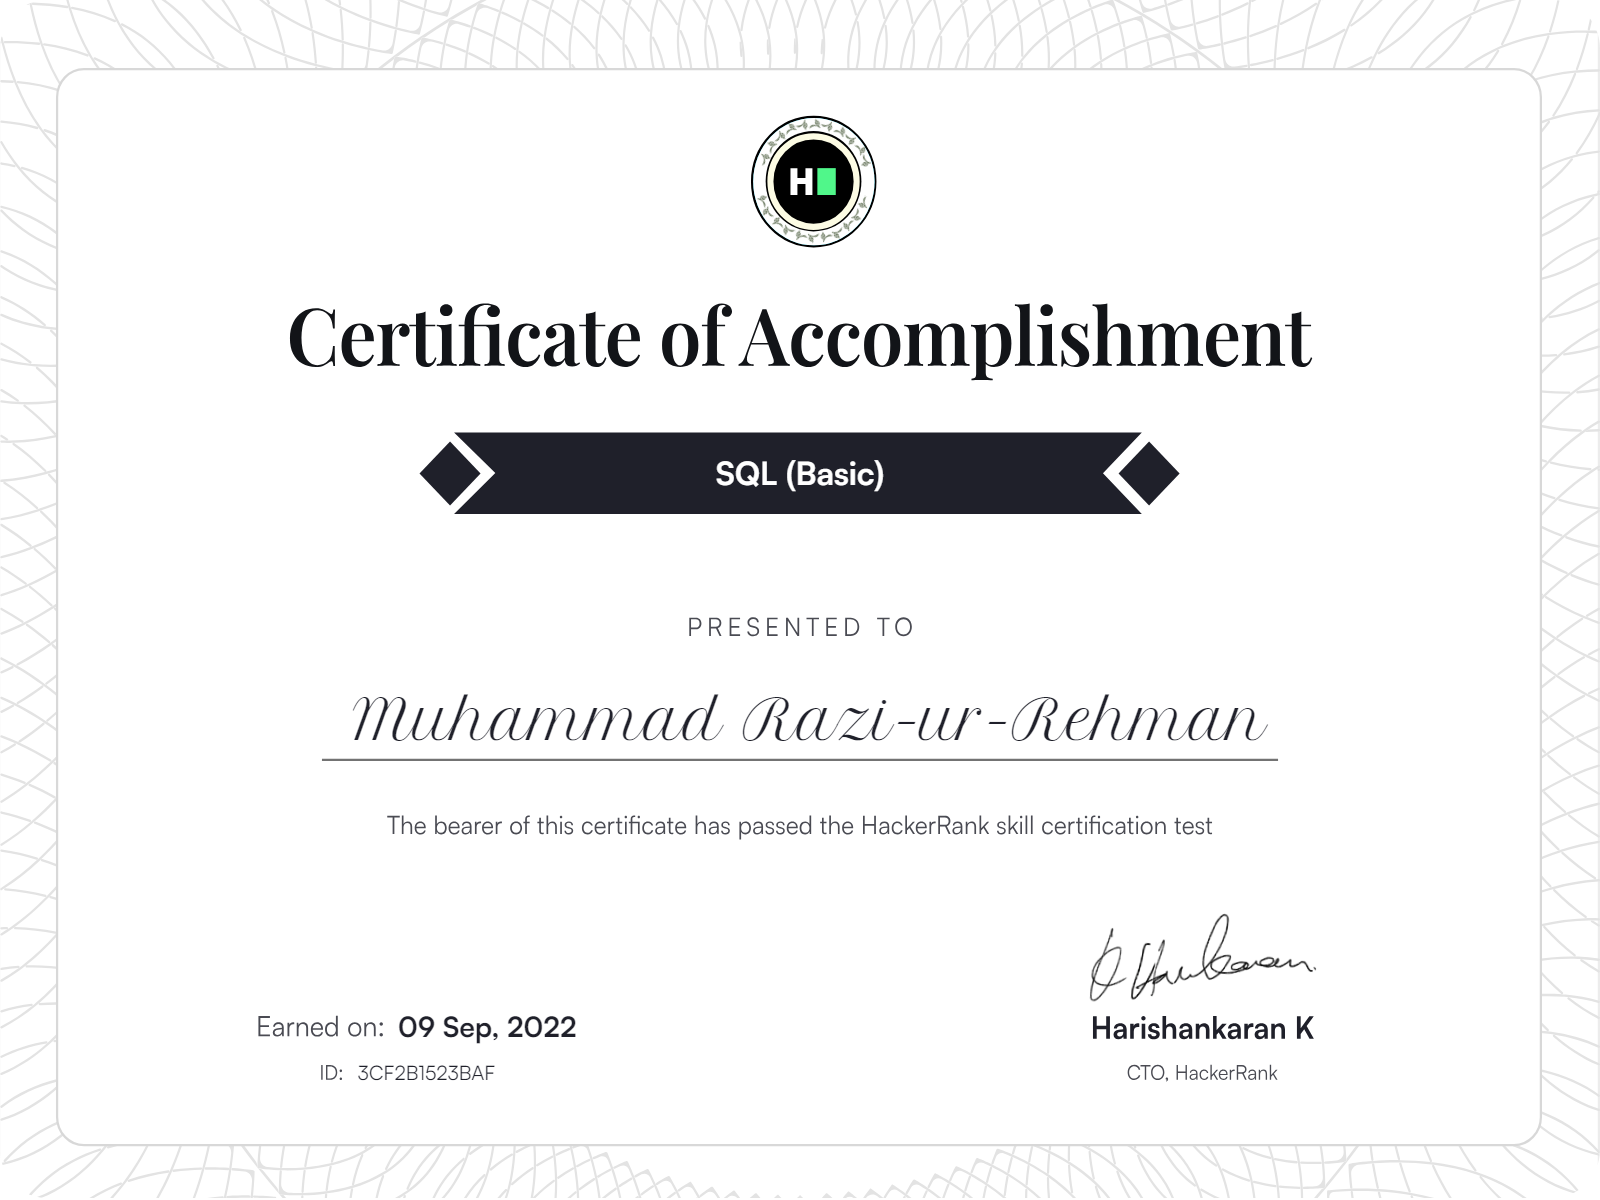 H
Certificate of Accomplishment
SQL (Basic)
PRESENTED TO
Muhammad Razi-ur-Rehman
The bearer of this certificate has passed the HackerRank skill certification test
Earned on: 09 Sep, 2022
ID: 3CF2B1523BAF
Harishankaran K
CTO, HackerRank